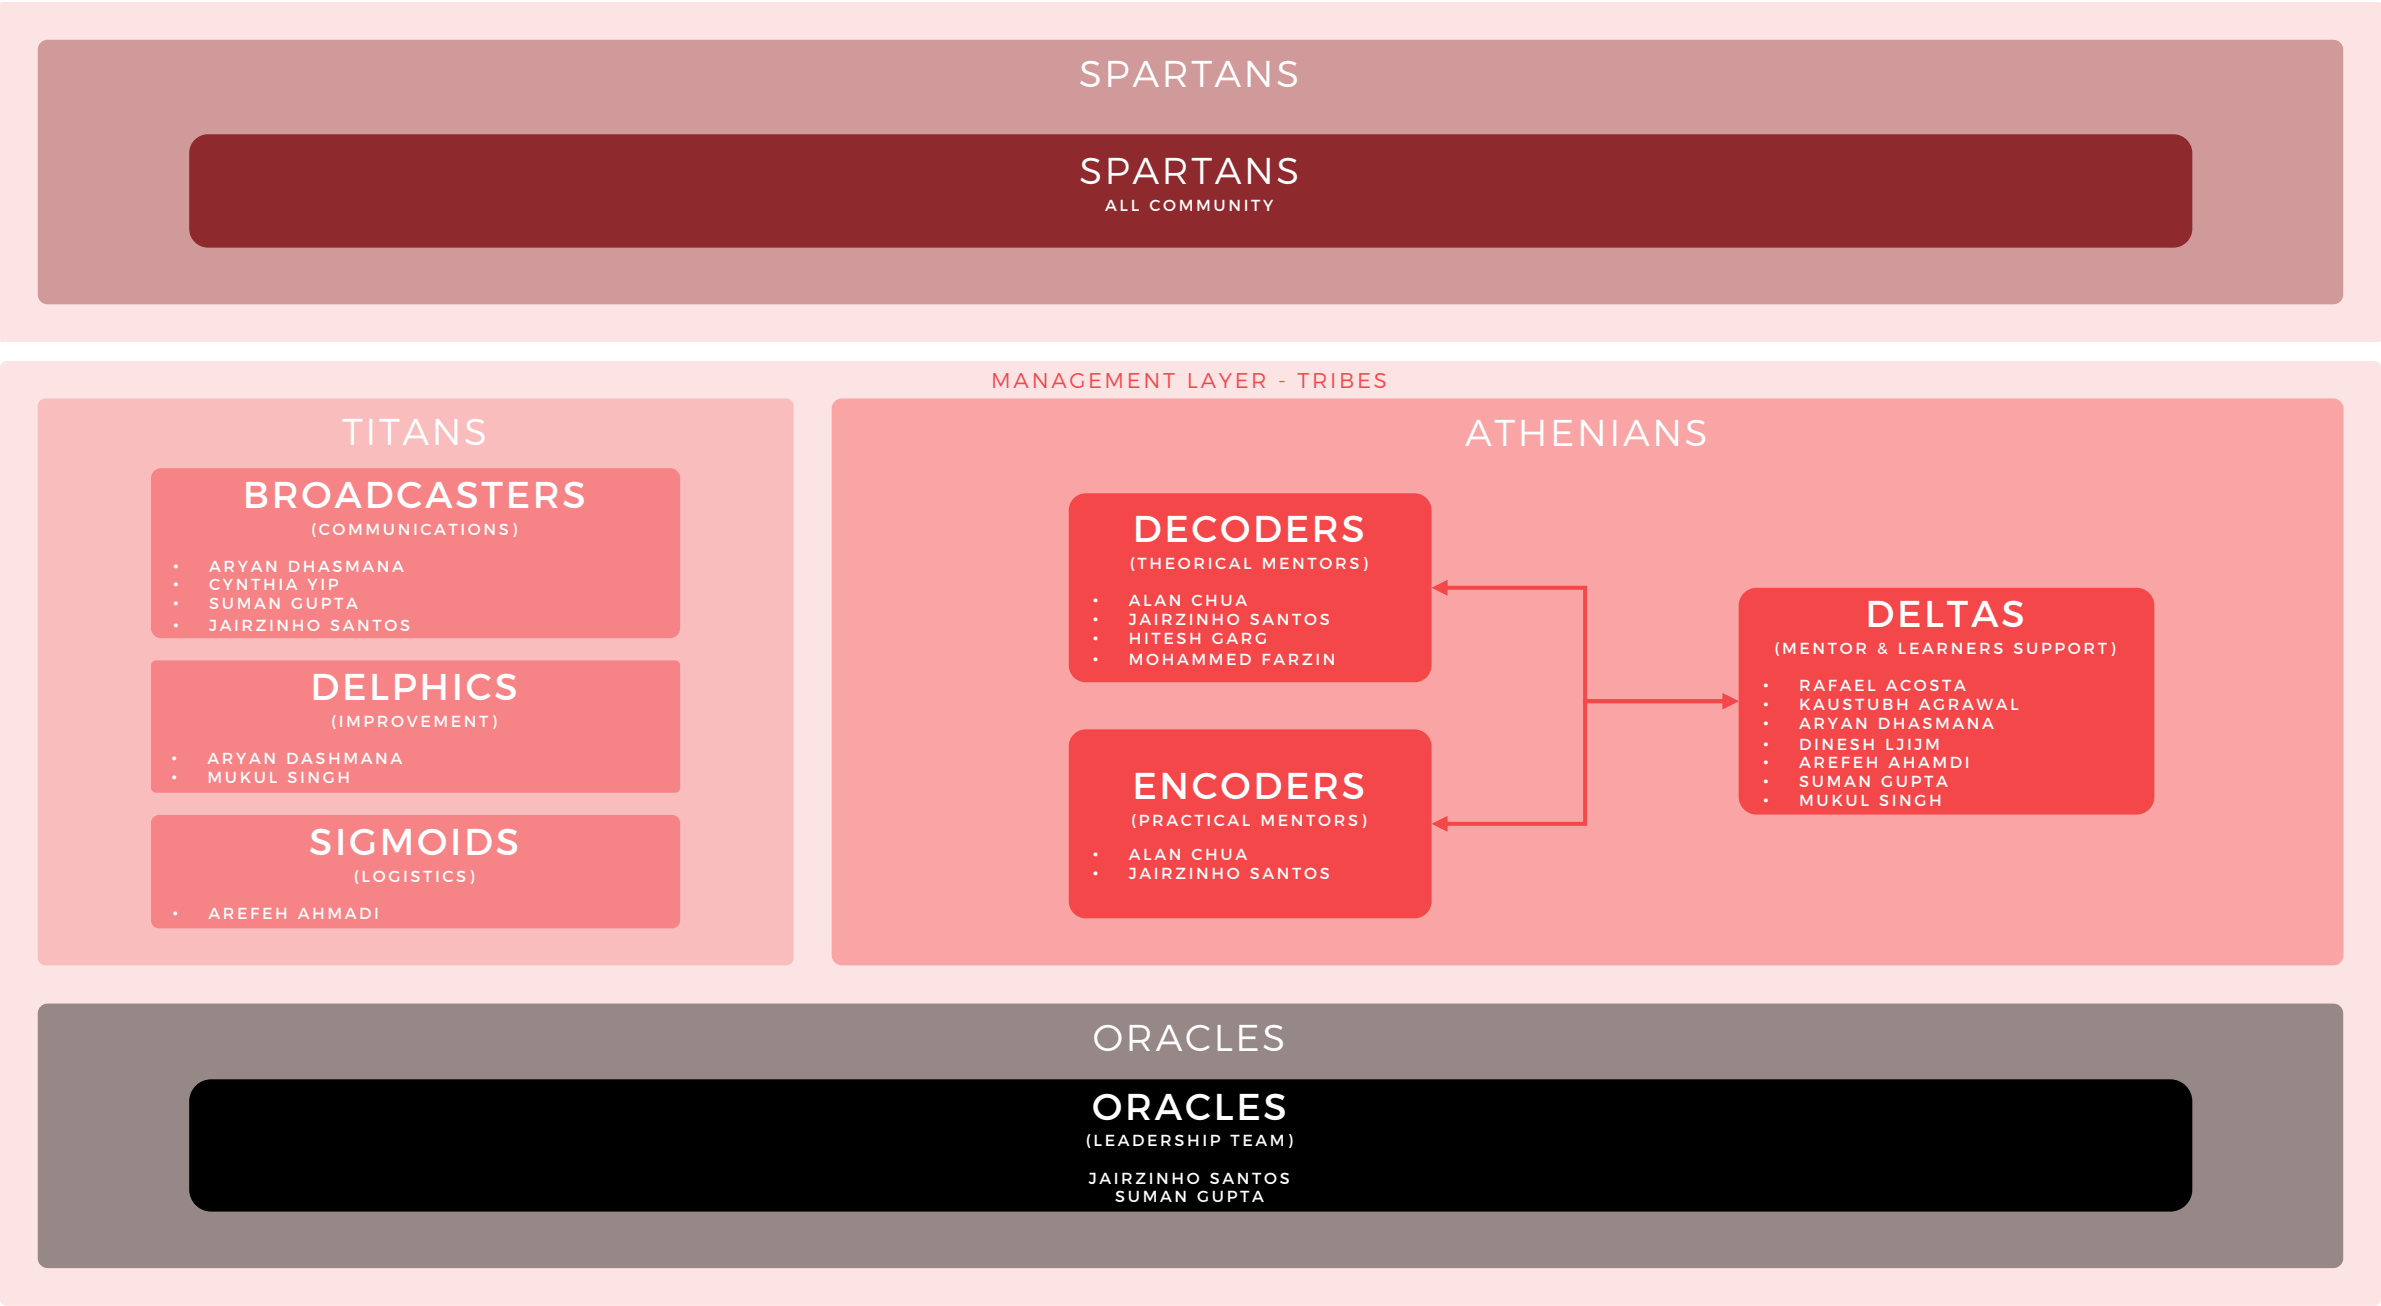 SPARTANS
SPARTANS
ALL COMMUNITY
MANAGEMENT LAYER - TRIBES
TITANS
BROADCASTERS
(COMMUNICATIONS)
• ARYAN DHASMANA
• CYNTHIA YIP
• SUMAN GUPTA
• JAIRZINHO SANTOS
DELPHICS
(IMPROVEMENT)
• ARYAN DASHMANA
• MUKUL SINGH
SIGMOIDS
(LOGISTICS)
• AREFEH AHMADI
ATHENIANS
DECODERS
(THEORICAL MENTORS)
• ALAN CHUA
• JAIRZINHO SANTOS
• HITESH GARG
• MOHAMMED FARZIN
ENCODERS
(PRACTICAL MENTORS)
• ALAN CHUA
• JAIRZINHO SANTOS
DELTAS
(MENTOR & LEARNERS SUPPORT)
• RAFAEL ACOSTA
• KAUSTUBH AGRAWAL
• ARYAN DHASMANA
• DINESH LJIJM
• AREFEH AHAMDI
• SUMAN GUPTA
• MUKUL SINGH
ORACLES
ORACLES
(LEADERSHIP TEAM)
JAIRZINHO SANTOS
SUMAN GUPTA